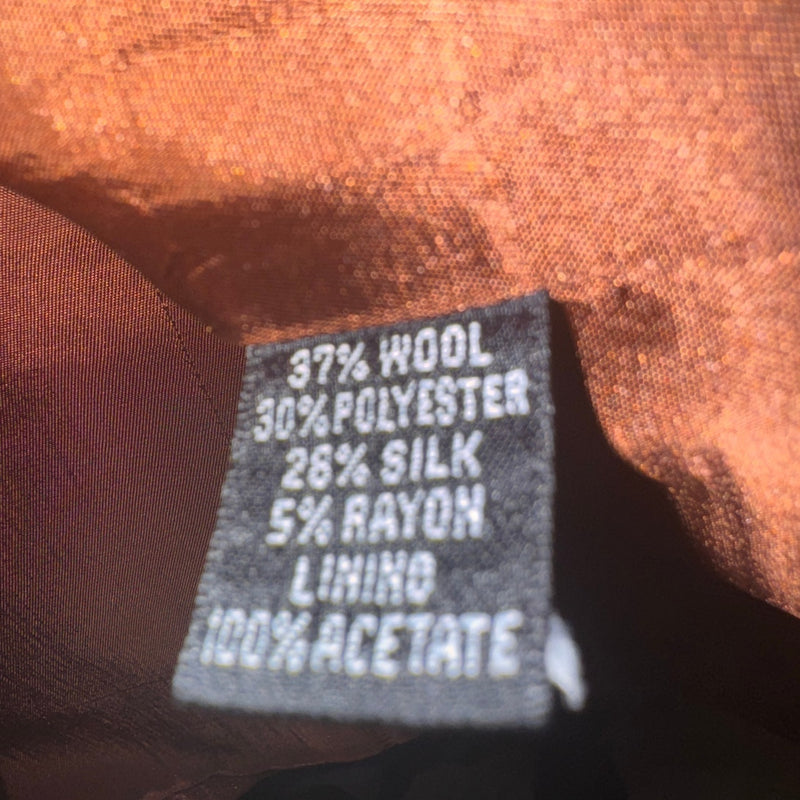 37% WOOL
30% POLYESTER
28% SILK
5% RAYON
LINING
100% ACETATE